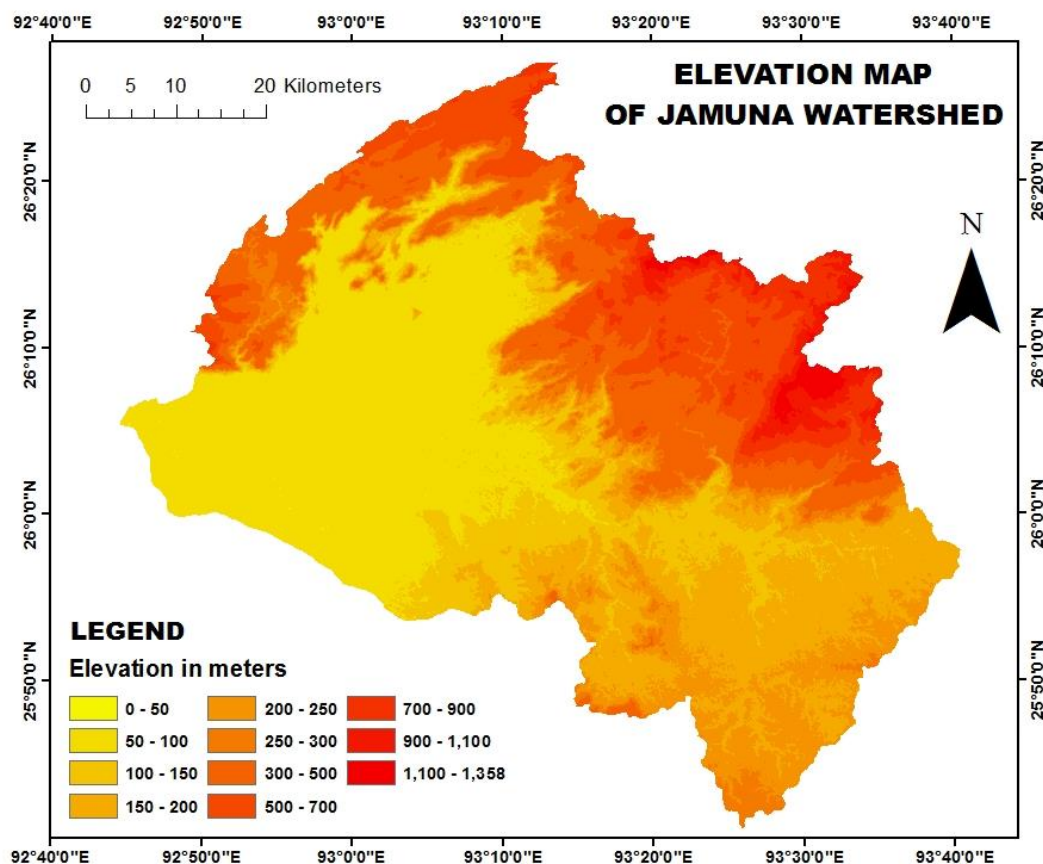 92°40'0"E 92°50'0"E 93°0'0"E 93°10'0"E 93°20'0"E 93°30'0"E 93°40'0"E
0 5 10 20 Kilometers
ELEVATION MAP
OF JAMUNA WATERSHED
26°20'0"N 26°20'0"N
N
26°10'0"N 26°10'0"N
26°0'0"N 26°0'0"N
25°50'0"N 25°50'0"N
LEGEND
Elevation in meters
0 - 50 200 - 250 700 - 900
50 - 100 250 - 300 900 - 1,100
100 - 150 300 - 500 1,100 - 1,358
150 - 200 500 - 700
92°40'0"E 92°50'0"E 93°0'0"E 93°10'0"E 93°20'0"E 93°30'0"E 93°40'0"E